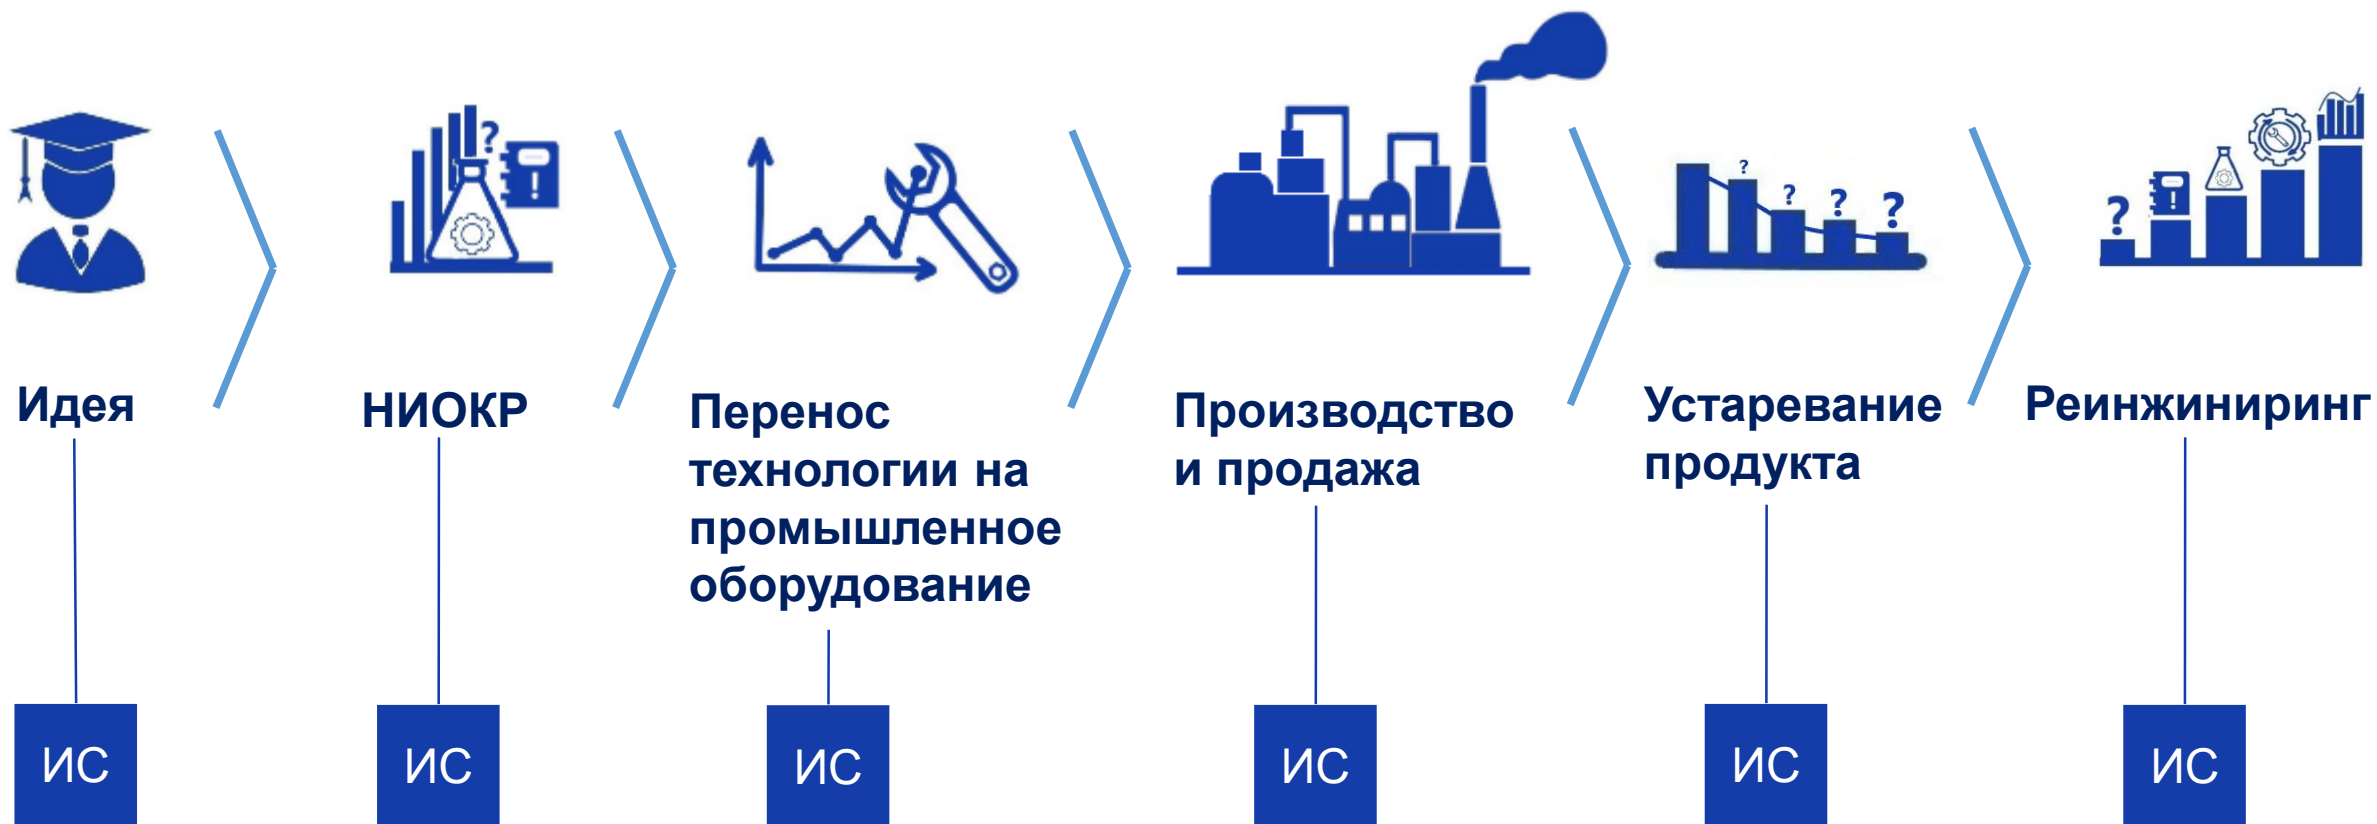 Идея
НИОКР
Перенос
технологии на
промышленное
оборудование
Производство
и продажа
Устаревание
продукта
Реинжиниринг
ИС
ИС
ИС
ИС
ИС
ИС
? !
? ? ? ?
? !